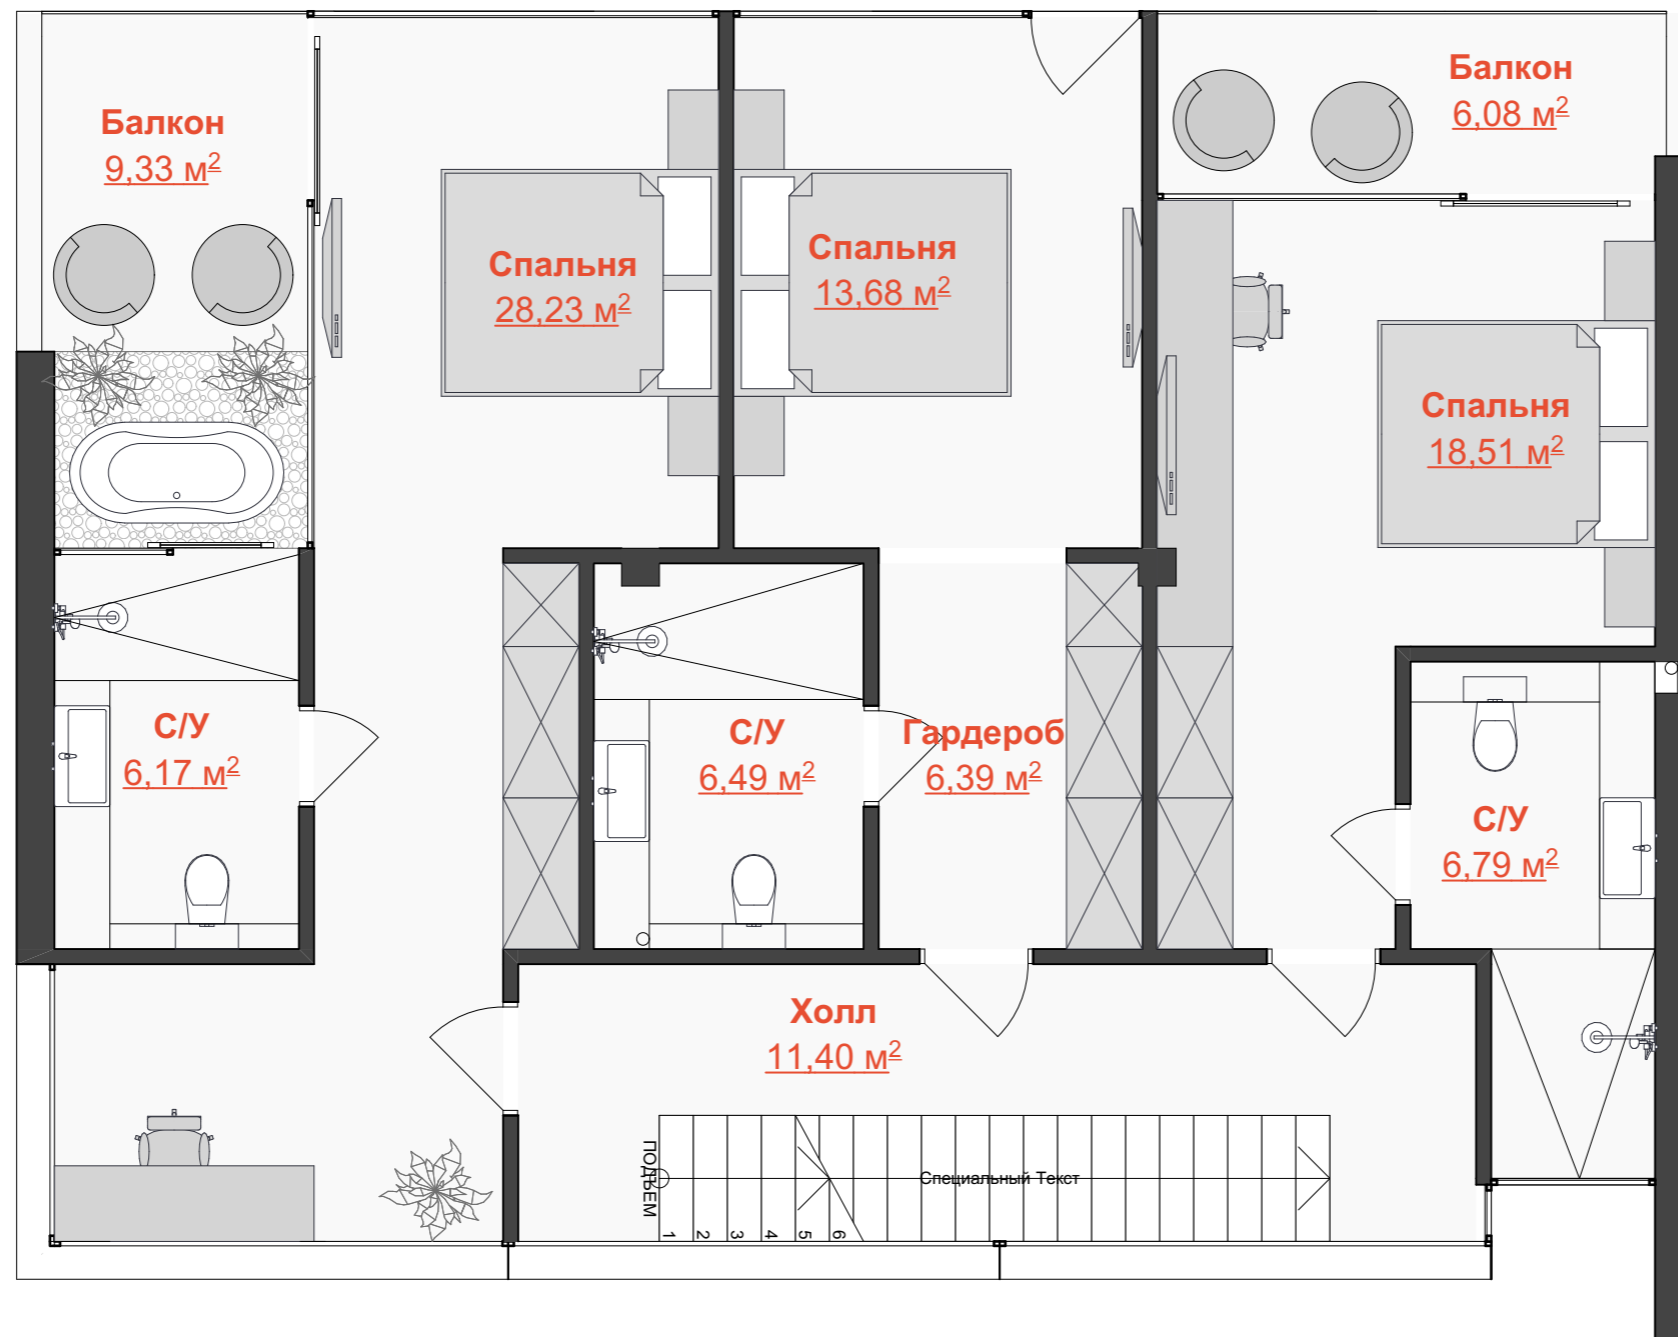 Балкон
9,33 м²
Балкон
6,08 м²
Спальня
28,23 м²
Спальня
13,68 м²
Спальня
18,51 м²
С/У
6,17 м²
С/У
6,49 м²
Гардероб
6,39 м²
С/У
6,79 м²
Холл
11,40 м²
ПОДЪЕМ
Специальный Текст
1 2 3 4 5 6